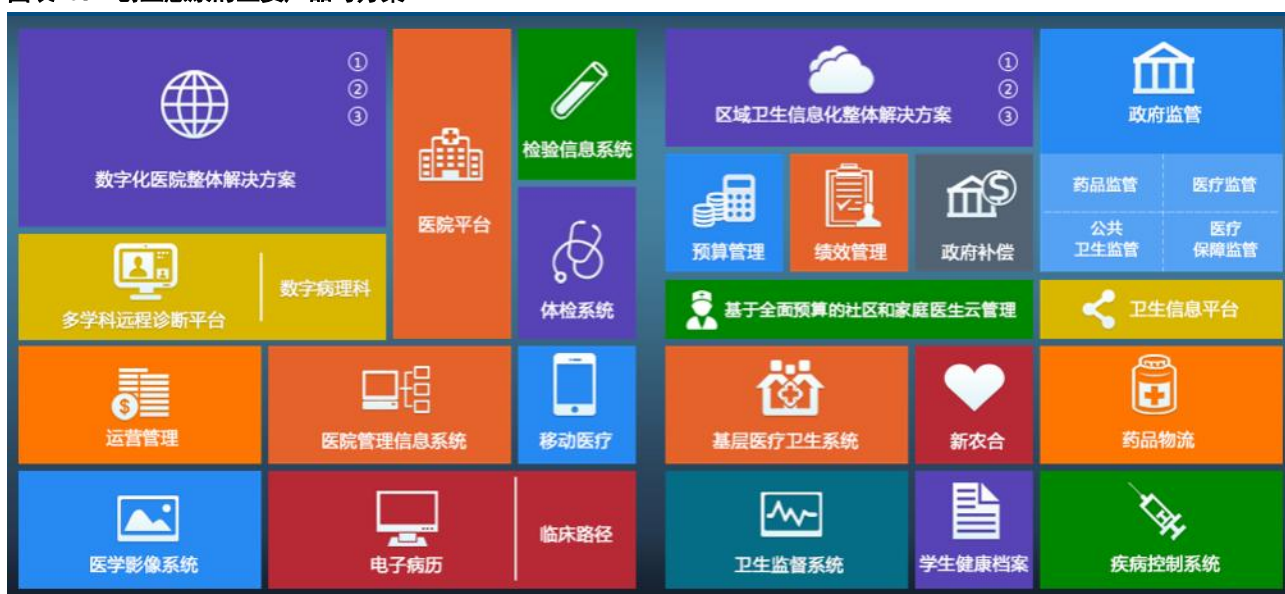 ①
②
③
数字化医院整体解决方案
医院平台
检验信息系统
体检系统
多学科远程诊断平台
数字病理科
运营管理
医院管理信息系统
移动医疗
医学影像系统
电子病历
临床路径
①
②
③
区域卫生信息化整体解决方案
政府监管
药品监管
医疗监管
公共
卫生监管
医疗
保障监管
预算管理
绩效管理
政府补偿
基于全面预算的社区和家庭医生云管理
卫生信息平台
基层医疗卫生系统
新农合
药品物流
卫生监督系统
学生健康档案
疾病控制系统